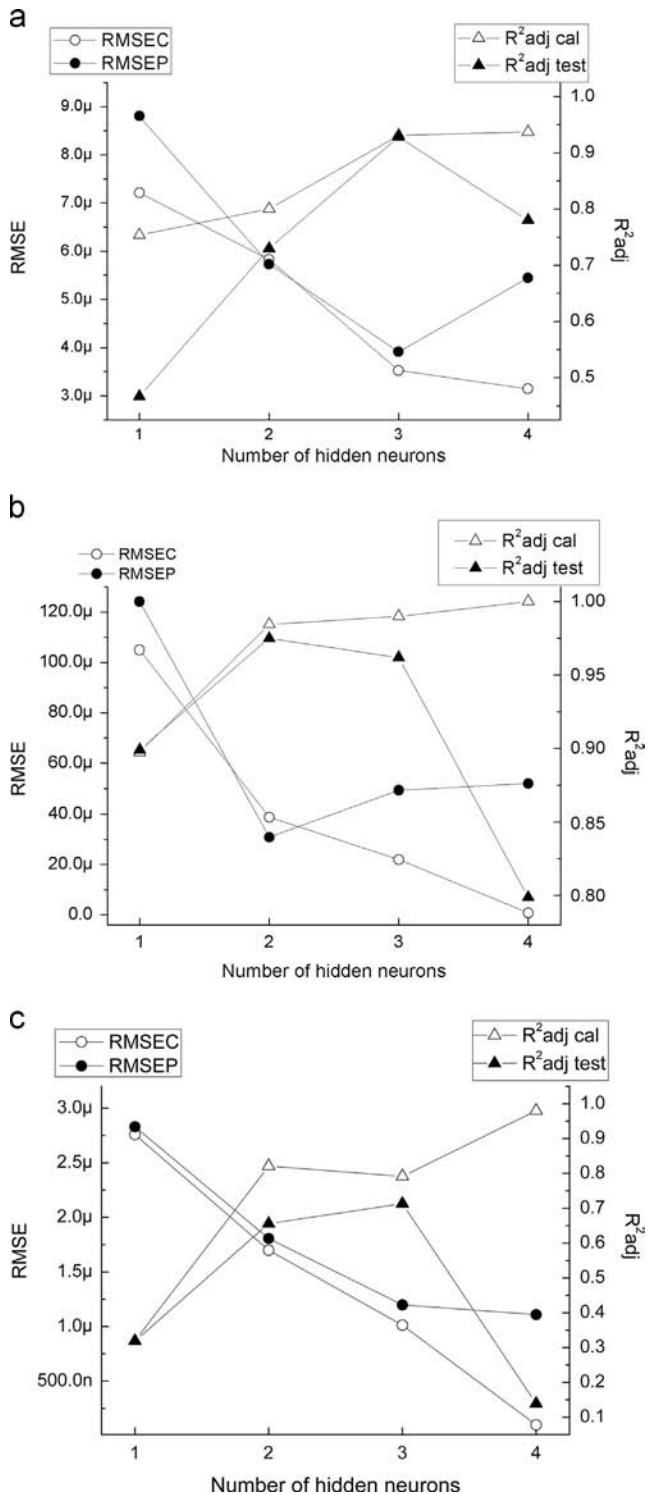 a
RMSEC
RMSEP
R²adj cal
R²adj test
9.0µ
8.0µ
7.0µ
6.0µ
5.0µ
4.0µ
3.0µ
RMSE
1.0
0.9
0.8
0.7
0.6
0.5
R²adj
1 2 3 4
Number of hidden neurons
b
RMSEC
RMSEP
R²adj cal
R²adj test
120.0µ
100.0µ
80.0µ
60.0µ
40.0µ
20.0µ
0.0
RMSE
1.00
0.95
0.90
0.85
0.80
R²adj
1 2 3 4
Number of hidden neurons
c
RMSEC
RMSEP
R²adj cal
R²adj test
3.0µ
2.5µ
2.0µ
1.5µ
1.0µ
500.0n
RMSE
1.0
0.9
0.8
0.7
0.6
0.5
0.4
0.3
0.2
0.1
R²adj
1 2 3 4
Number of hidden neurons